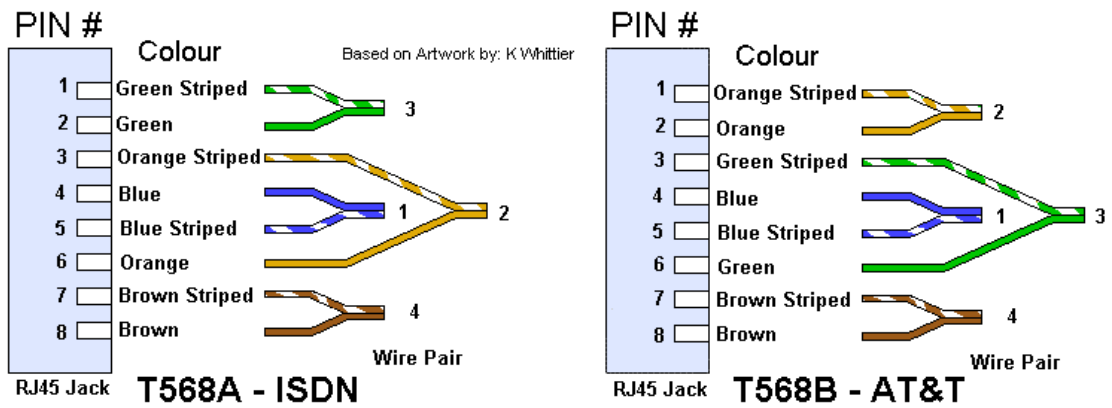 PIN #
Colour
Based on Artwork by: K Whittier
1 Green Striped
2 Green
3
3 Orange Striped
4 Blue
1
2
5 Blue Striped
6 Orange
7 Brown Striped
4
8 Brown
Wire Pair
RJ45 Jack
T568A - ISDN
PIN #
Colour
1 Orange Striped
2
2 Orange
3 Green Striped
4 Blue
1
3
5 Blue Striped
6 Green
7 Brown Striped
4
8 Brown
Wire Pair
RJ45 Jack
T568B - AT&T